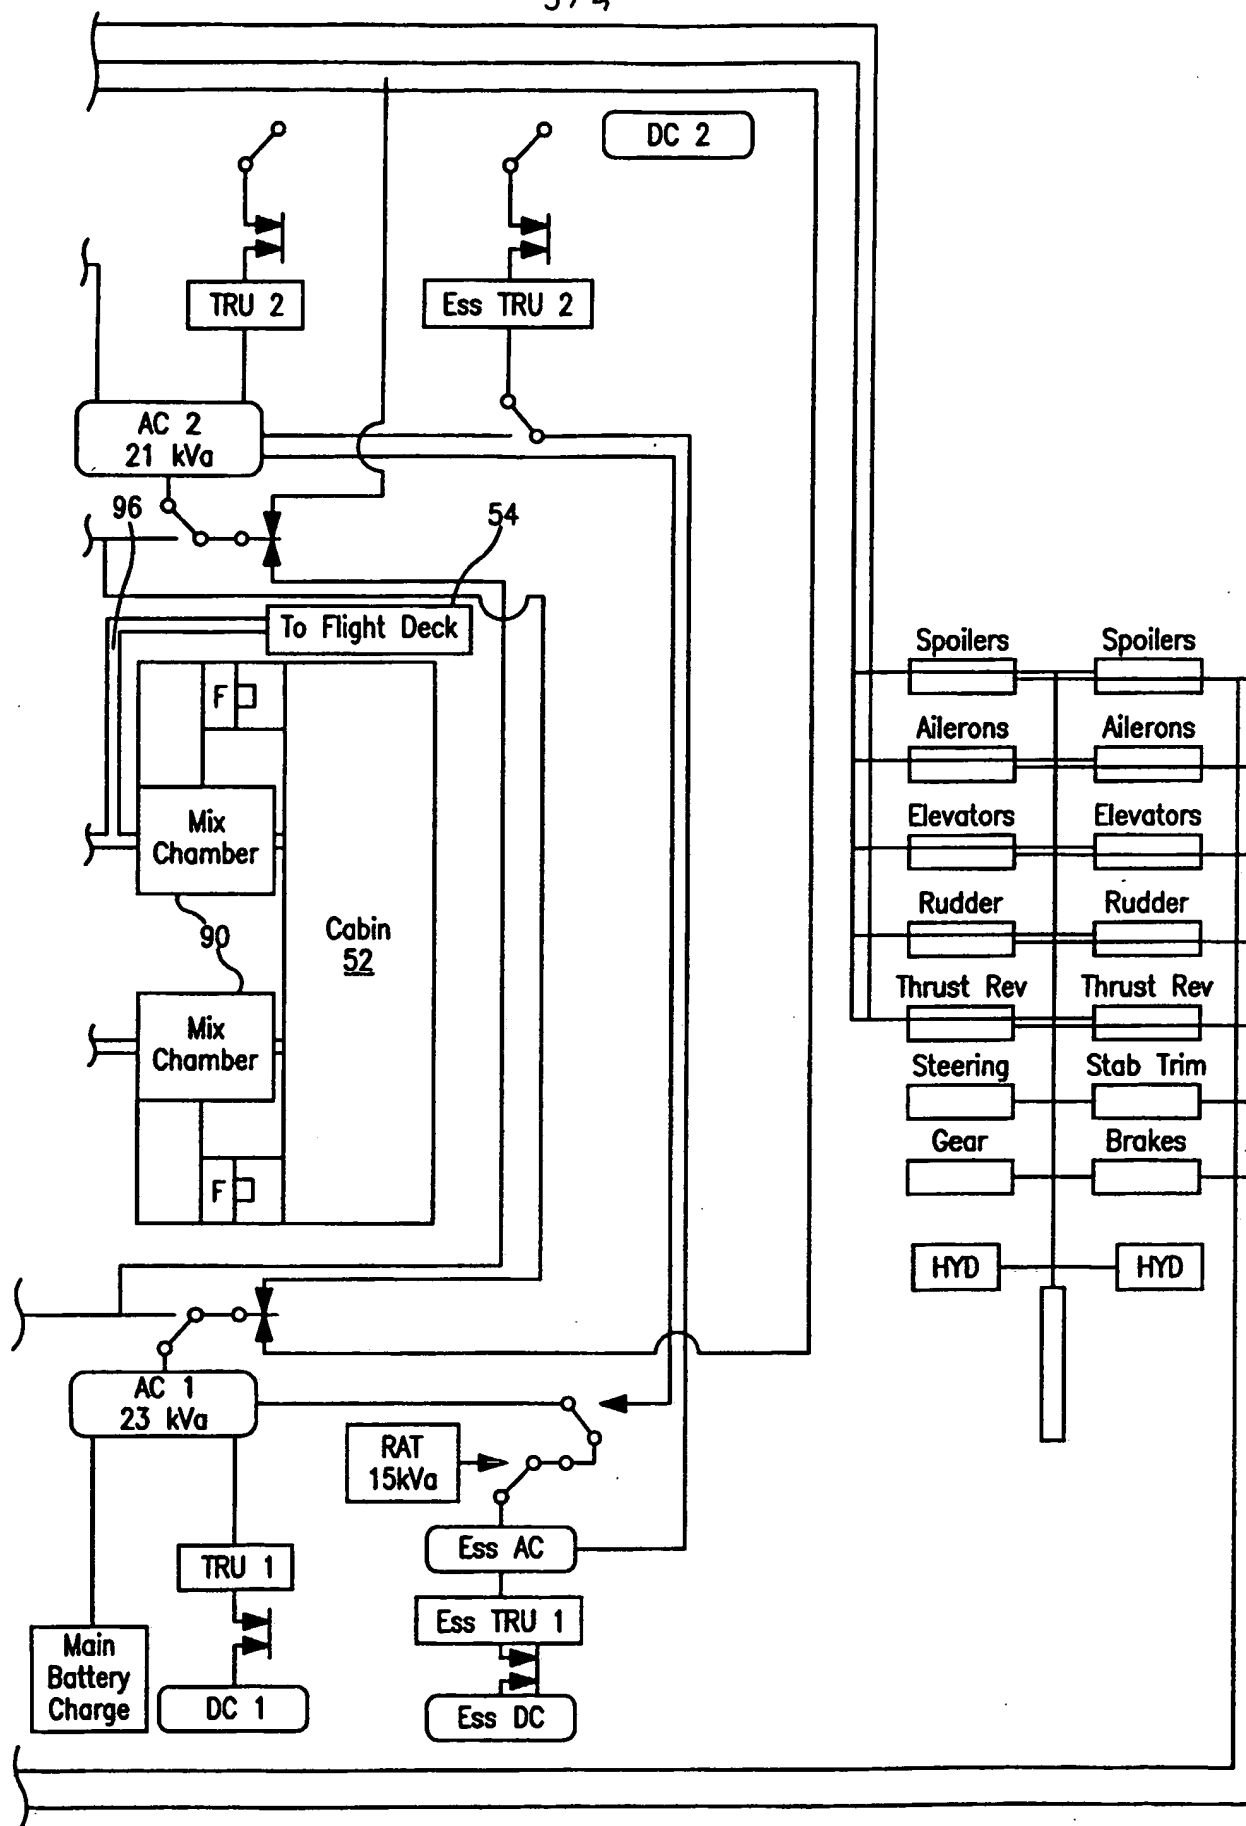 3/4
DC 2
TRU 2
Ess TRU 2
AC 2
21 kVa
96
54
To Flight Deck
F
Mix
Chamber
90
Cabin
52
Mix
Chamber
F
Spoilers Spoilers
Ailerons Ailerons
Elevators Elevators
Rudder Rudder
Thrust Rev Thrust Rev
Steering Stab Trim
Gear Brakes
HYD HYD
AC 1
23 kVa
RAT
15kVa
Ess AC
TRU 1
Ess TRU 1
Main
Battery
Charge
DC 1
Ess DC